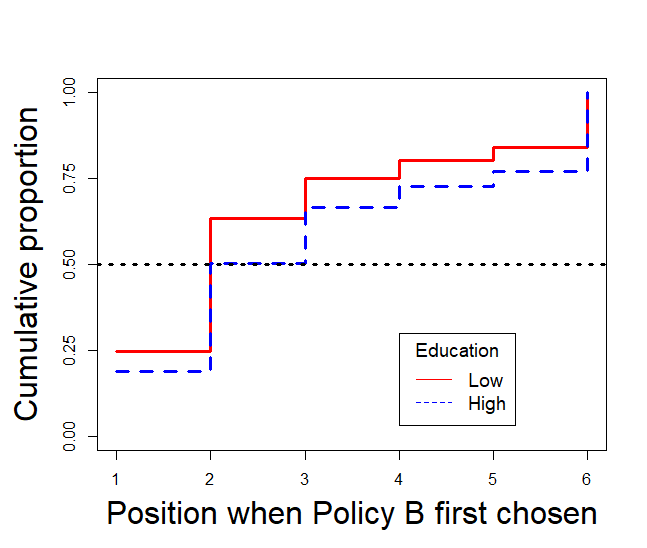 Cumulative proportion
1.00
0.75
0.50
0.25
0.00
Education
Low
High
1 2 3 4 5 6
Position when Policy B first chosen